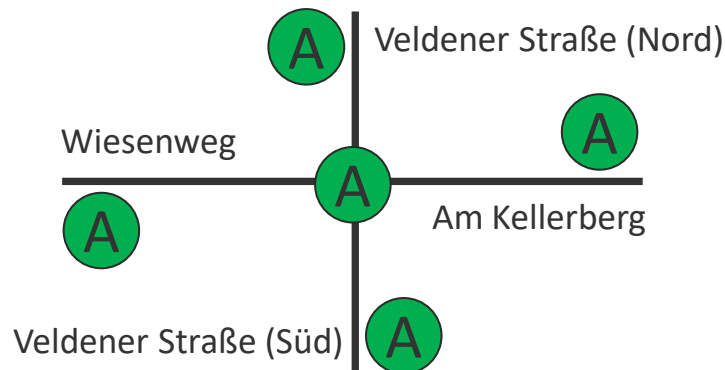 A
Veldener Straße (Nord)
A
Wiesenweg
A
A
Am Kellerberg
Veldener Straße (Süd)
A